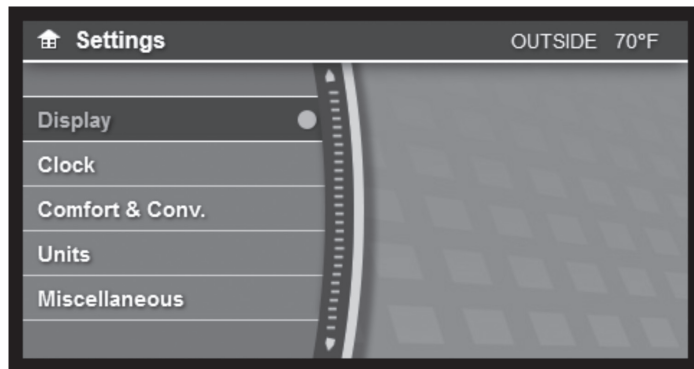 Settings OUTSIDE 70°F
Display
Clock
Comfort & Conv.
Units
Miscellaneous